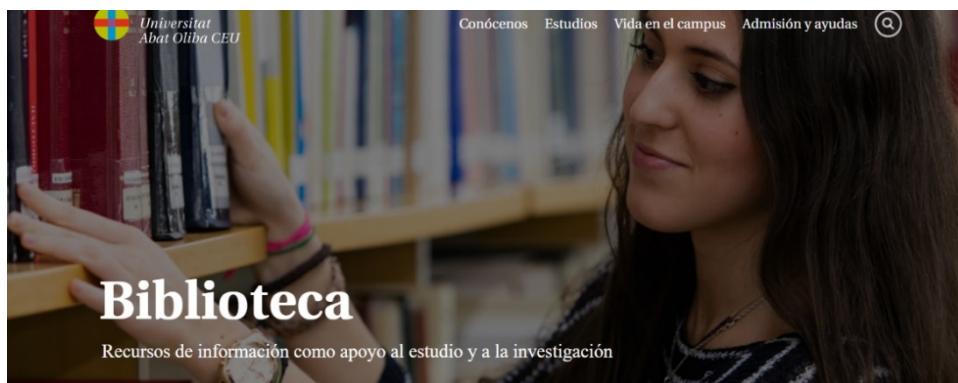 Universitat
Abat Oliba CEU
Conócenos Estudios Vida en el campus Admisión y ayudas
Biblioteca
Recursos de información como apoyo al estudio y a la investigación